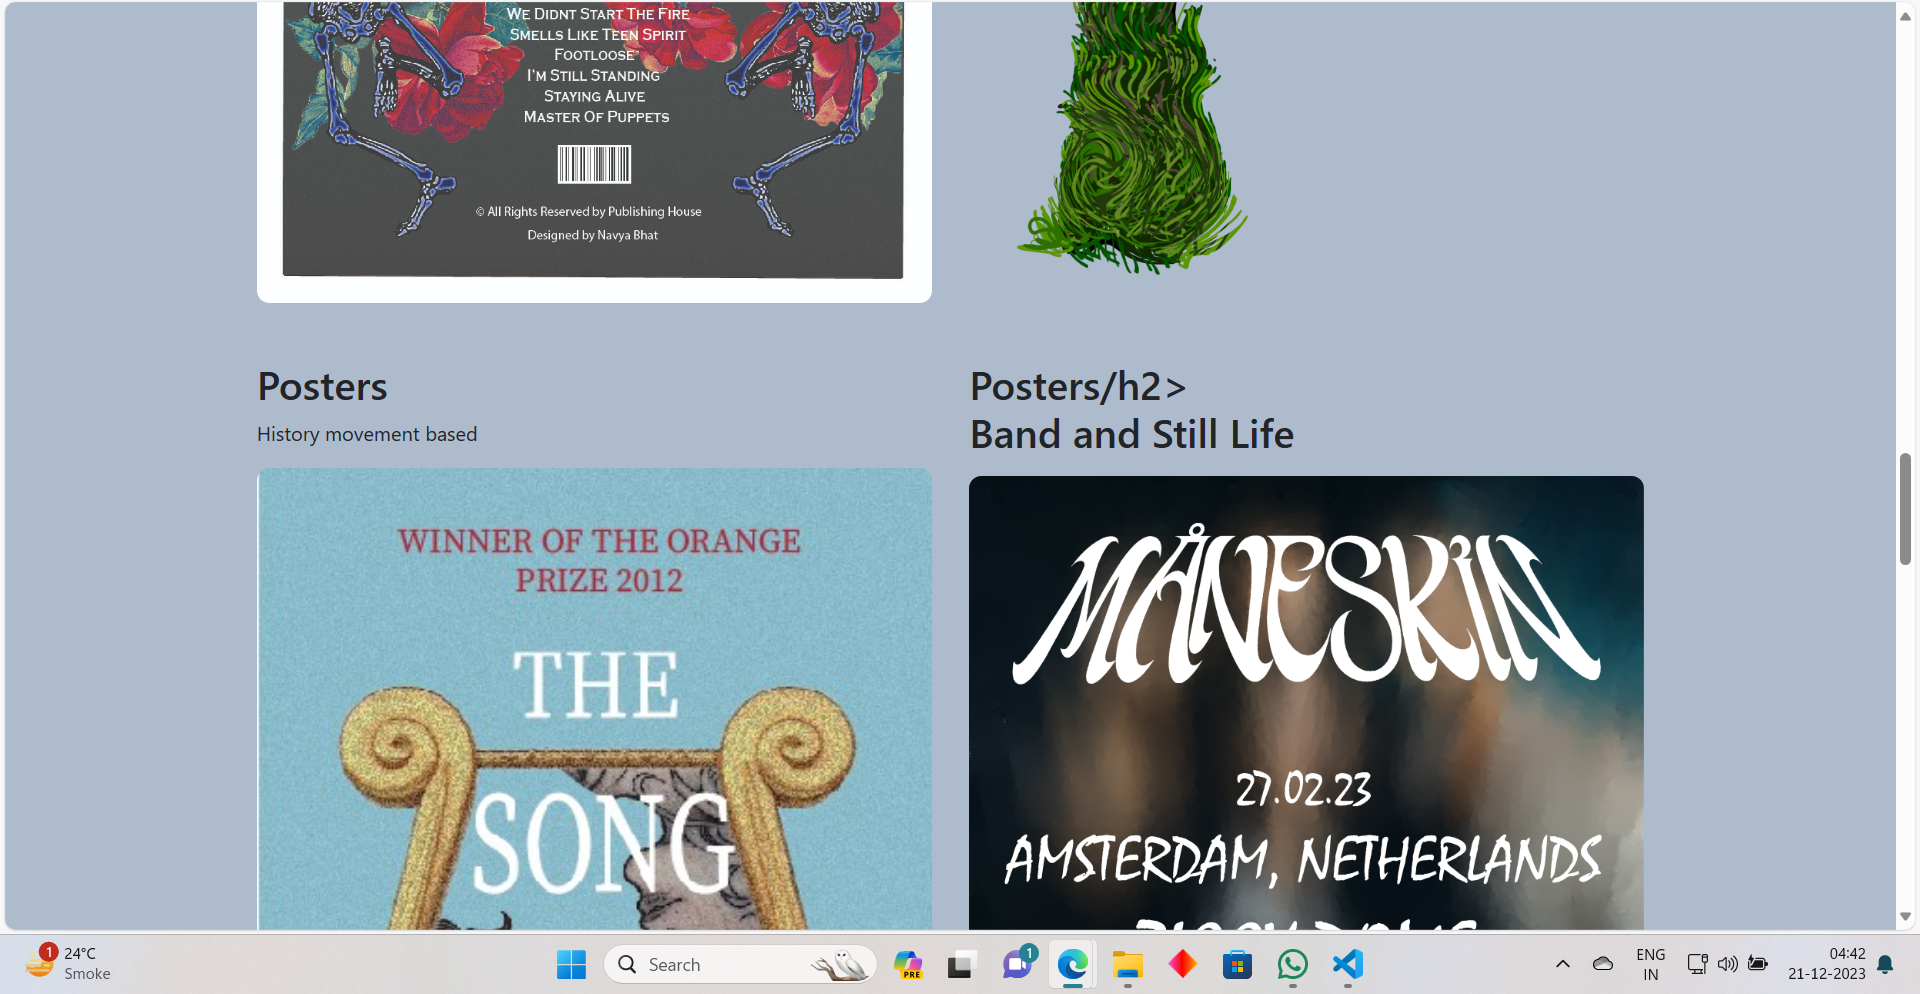 WE DIDNT START THE FIRE
SMELLS LIKE TEEN SPIRIT
FOOTLOOSE
I'M STILL STANDING
STAYING ALIVE
MASTER OF PUPPETS
© All Rights Reserved by Publishing House
Designed by Navya Bhat
Posters
History movement based
Posters/h2>
Band and Still Life
WINNER OF THE ORANGE
PRIZE 2012
THE
SONG
MÅNESKIN
27.02.23
AMSTERDAM, NETHERLANDS
1
24°C
Smoke
Search
PRE
1
ENG
IN
04:42
21-12-2023